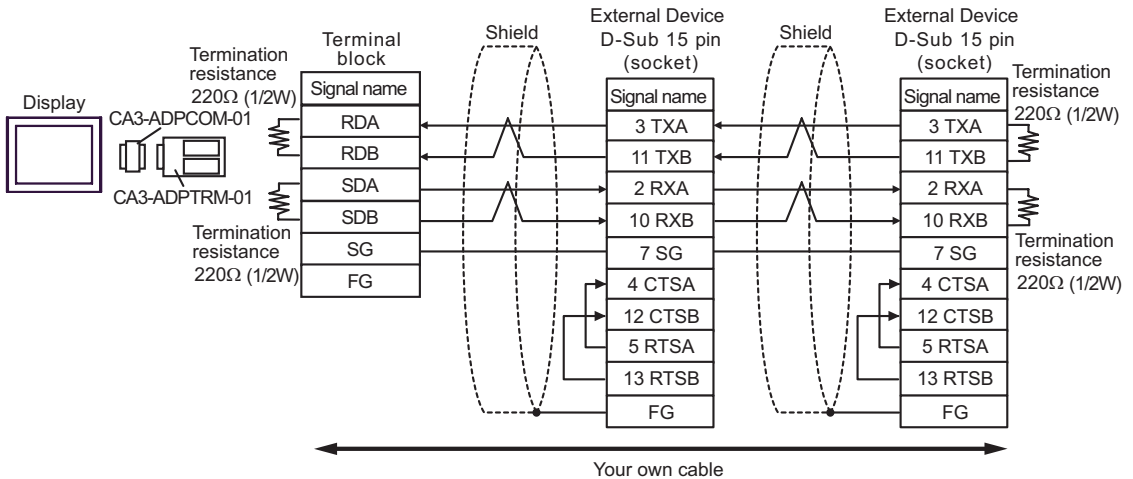 Display
CA3-ADPCOM-01
CA3-ADPTRM-01
Termination
resistance
220Ω (1/2W)
Termination
resistance
220Ω (1/2W)
Terminal
block
Signal name
RDA
RDB
SDA
SDB
SG
FG
Shield
External Device
D-Sub 15 pin
(socket)
Signal name
3 TXA
11 TXB
2 RXA
10 RXB
7 SG
4 CTSA
12 CTSB
5 RTSA
13 RTSB
FG
Shield
External Device
D-Sub 15 pin
(socket)
Signal name
3 TXA
11 TXB
2 RXA
10 RXB
7 SG
4 CTSA
12 CTSB
5 RTSA
13 RTSB
FG
Termination
resistance
220Ω (1/2W)
Termination
resistance
220Ω (1/2W)
Your own cable